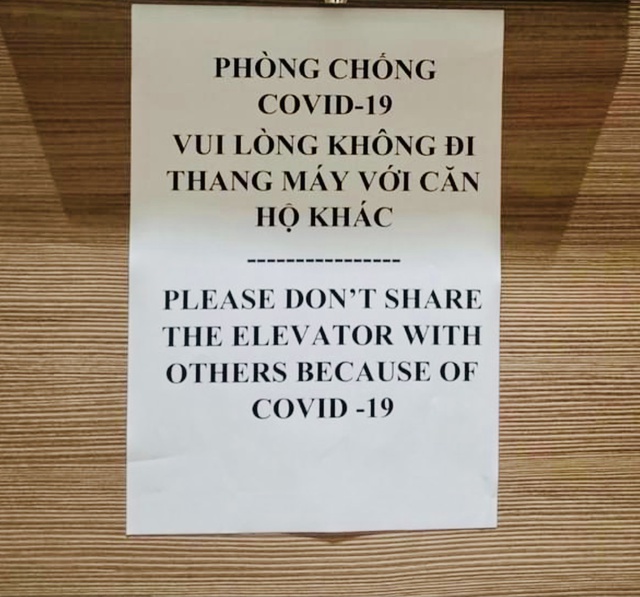 PHÒNG CHỐNG
COVID-19
VUI LÒNG KHÔNG ĐI
THANG MÁY VỚI CĂN
HỘ KHÁC
----------------
PLEASE DON'T SHARE
THE ELEVATOR WITH
OTHERS BECAUSE OF
COVID -19